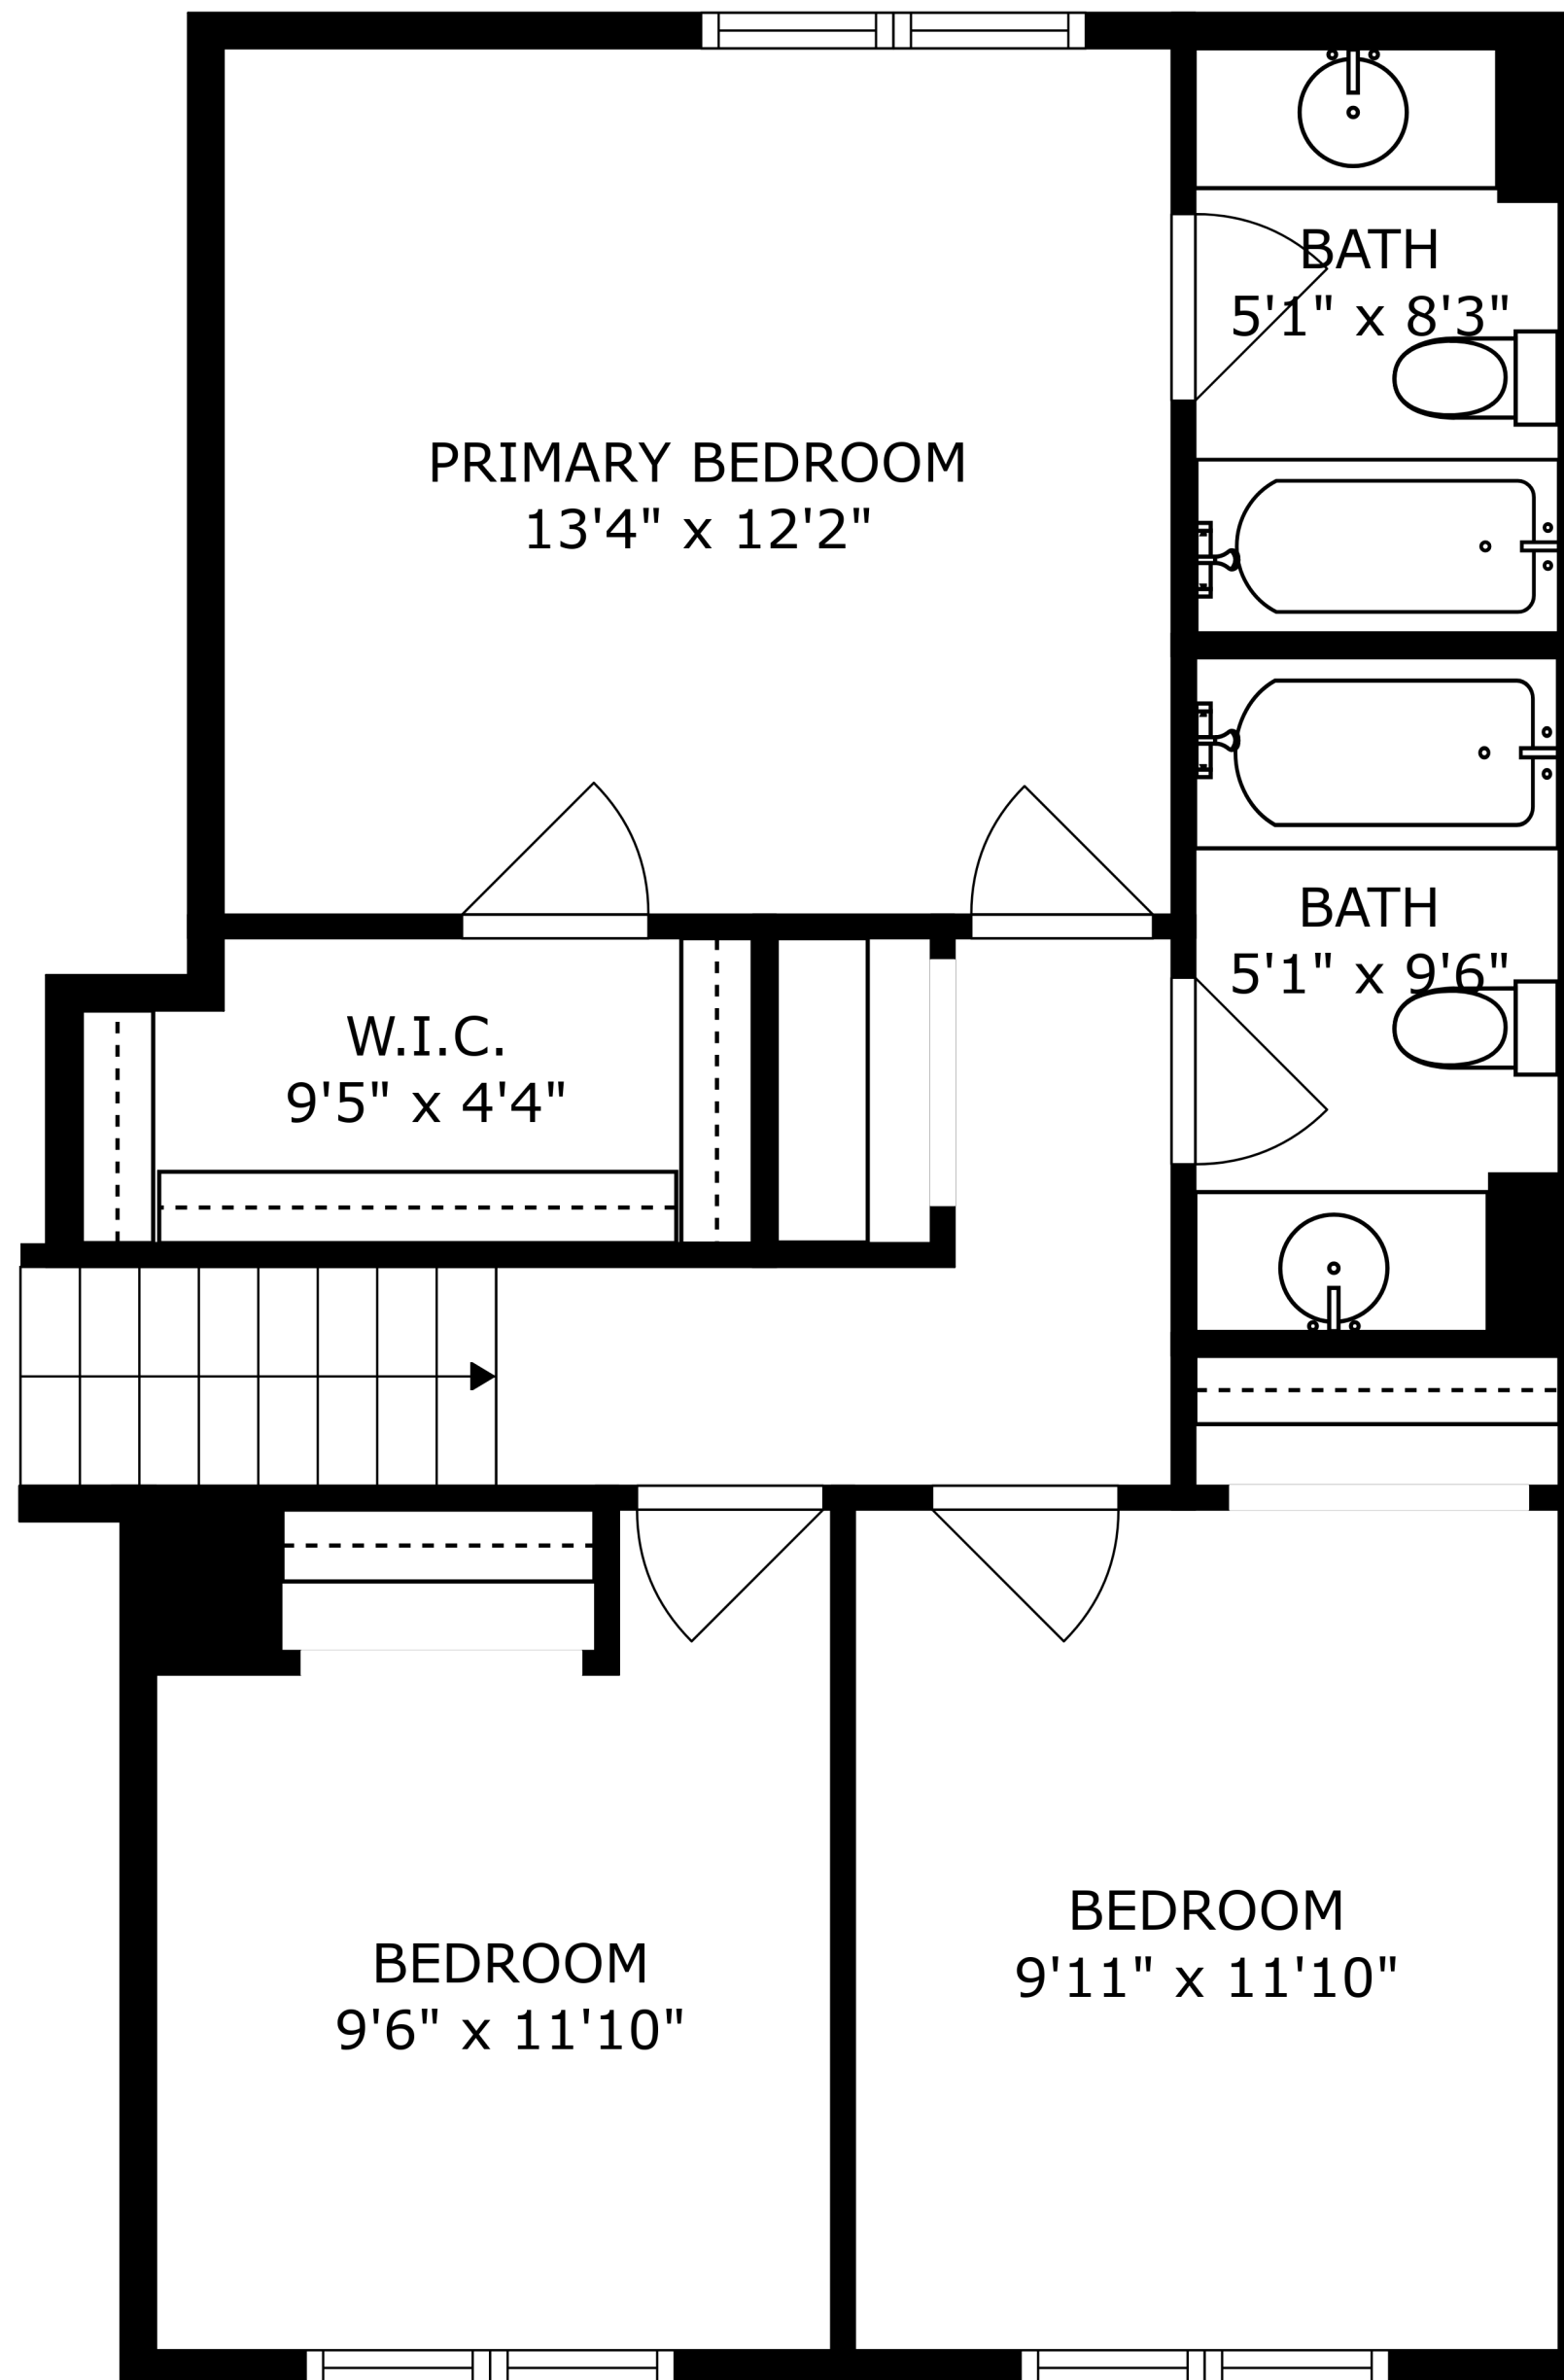 BATH
5'1" x 8'3"
PRIMARY BEDROOM
13'4" x 12'2"
BATH
5'1" x 9'6"
W.I.C.
9'5" x 4'4"
BEDROOM
9'11" x 11'10"
BEDROOM
9'6" x 11'10"